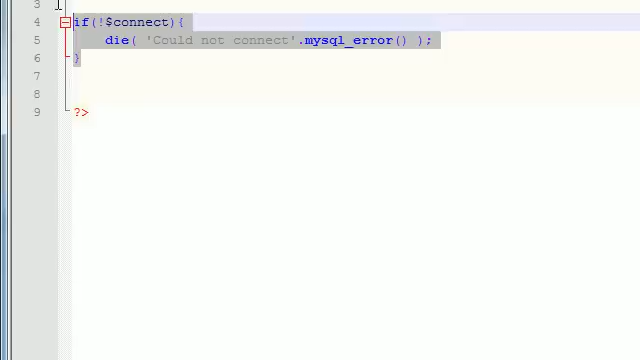 3
4 if(!$connect){
5 die( 'Could not connect'.mysql_error() );
6 }
7
8
9 ?>